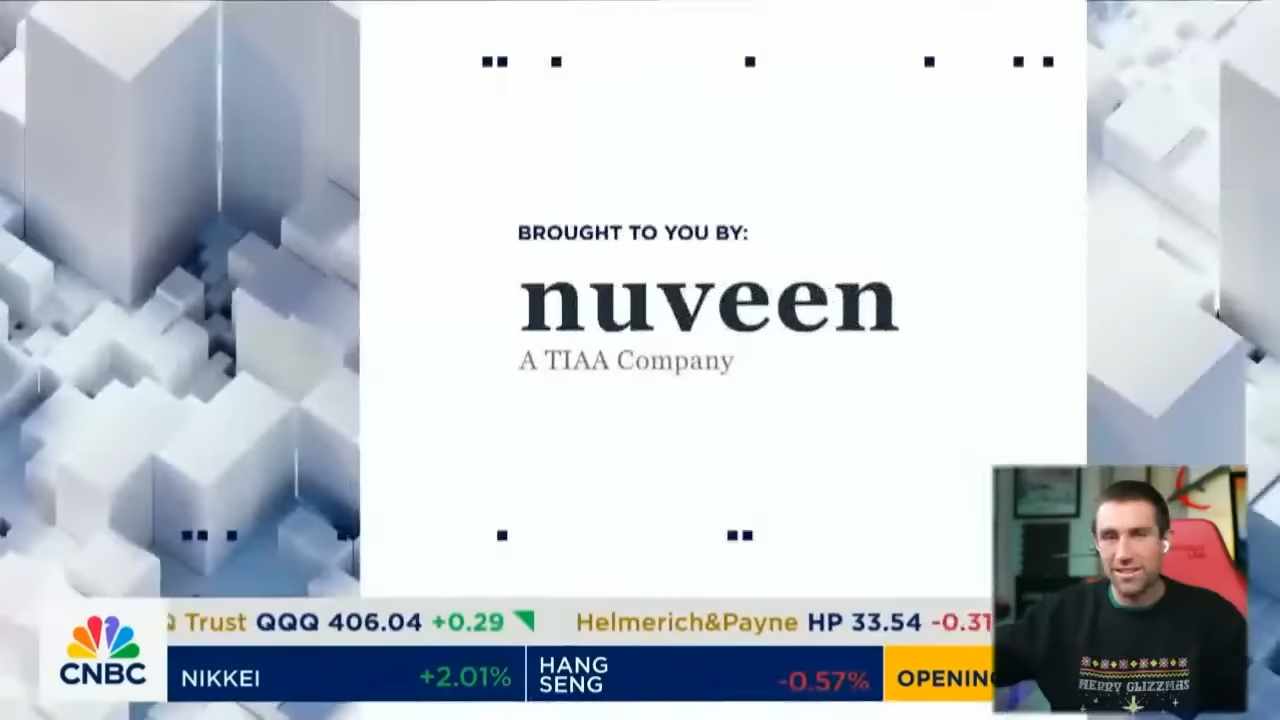 BROUGHT TO YOU BY:
nuveen
A TIAA Company
Trust QQQ 406.04 +0.29 Helmerich&Payne HP 33.54 -0.31
CNBC
NIKKEI +2.01% HANG SENG -0.57% OPENING
MERRY GLIZZMAS